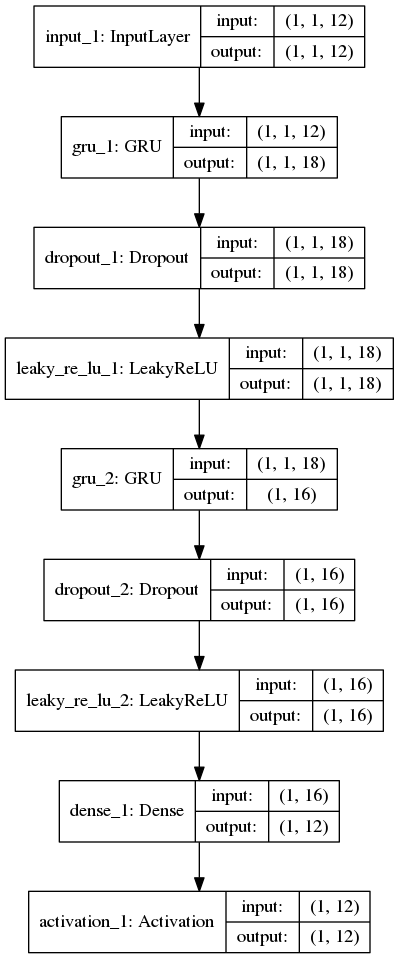 input_1: InputLayer
input: (1, 1, 12)
output: (1, 1, 12)
gru_1: GRU
input: (1, 1, 12)
output: (1, 1, 18)
dropout_1: Dropout
input: (1, 1, 18)
output: (1, 1, 18)
leaky_re_lu_1: LeakyReLU
input: (1, 1, 18)
output: (1, 1, 18)
gru_2: GRU
input: (1, 1, 18)
output: (1, 16)
dropout_2: Dropout
input: (1, 16)
output: (1, 16)
leaky_re_lu_2: LeakyReLU
input: (1, 16)
output: (1, 16)
dense_1: Dense
input: (1, 16)
output: (1, 12)
activation_1: Activation
input: (1, 12)
output: (1, 12)